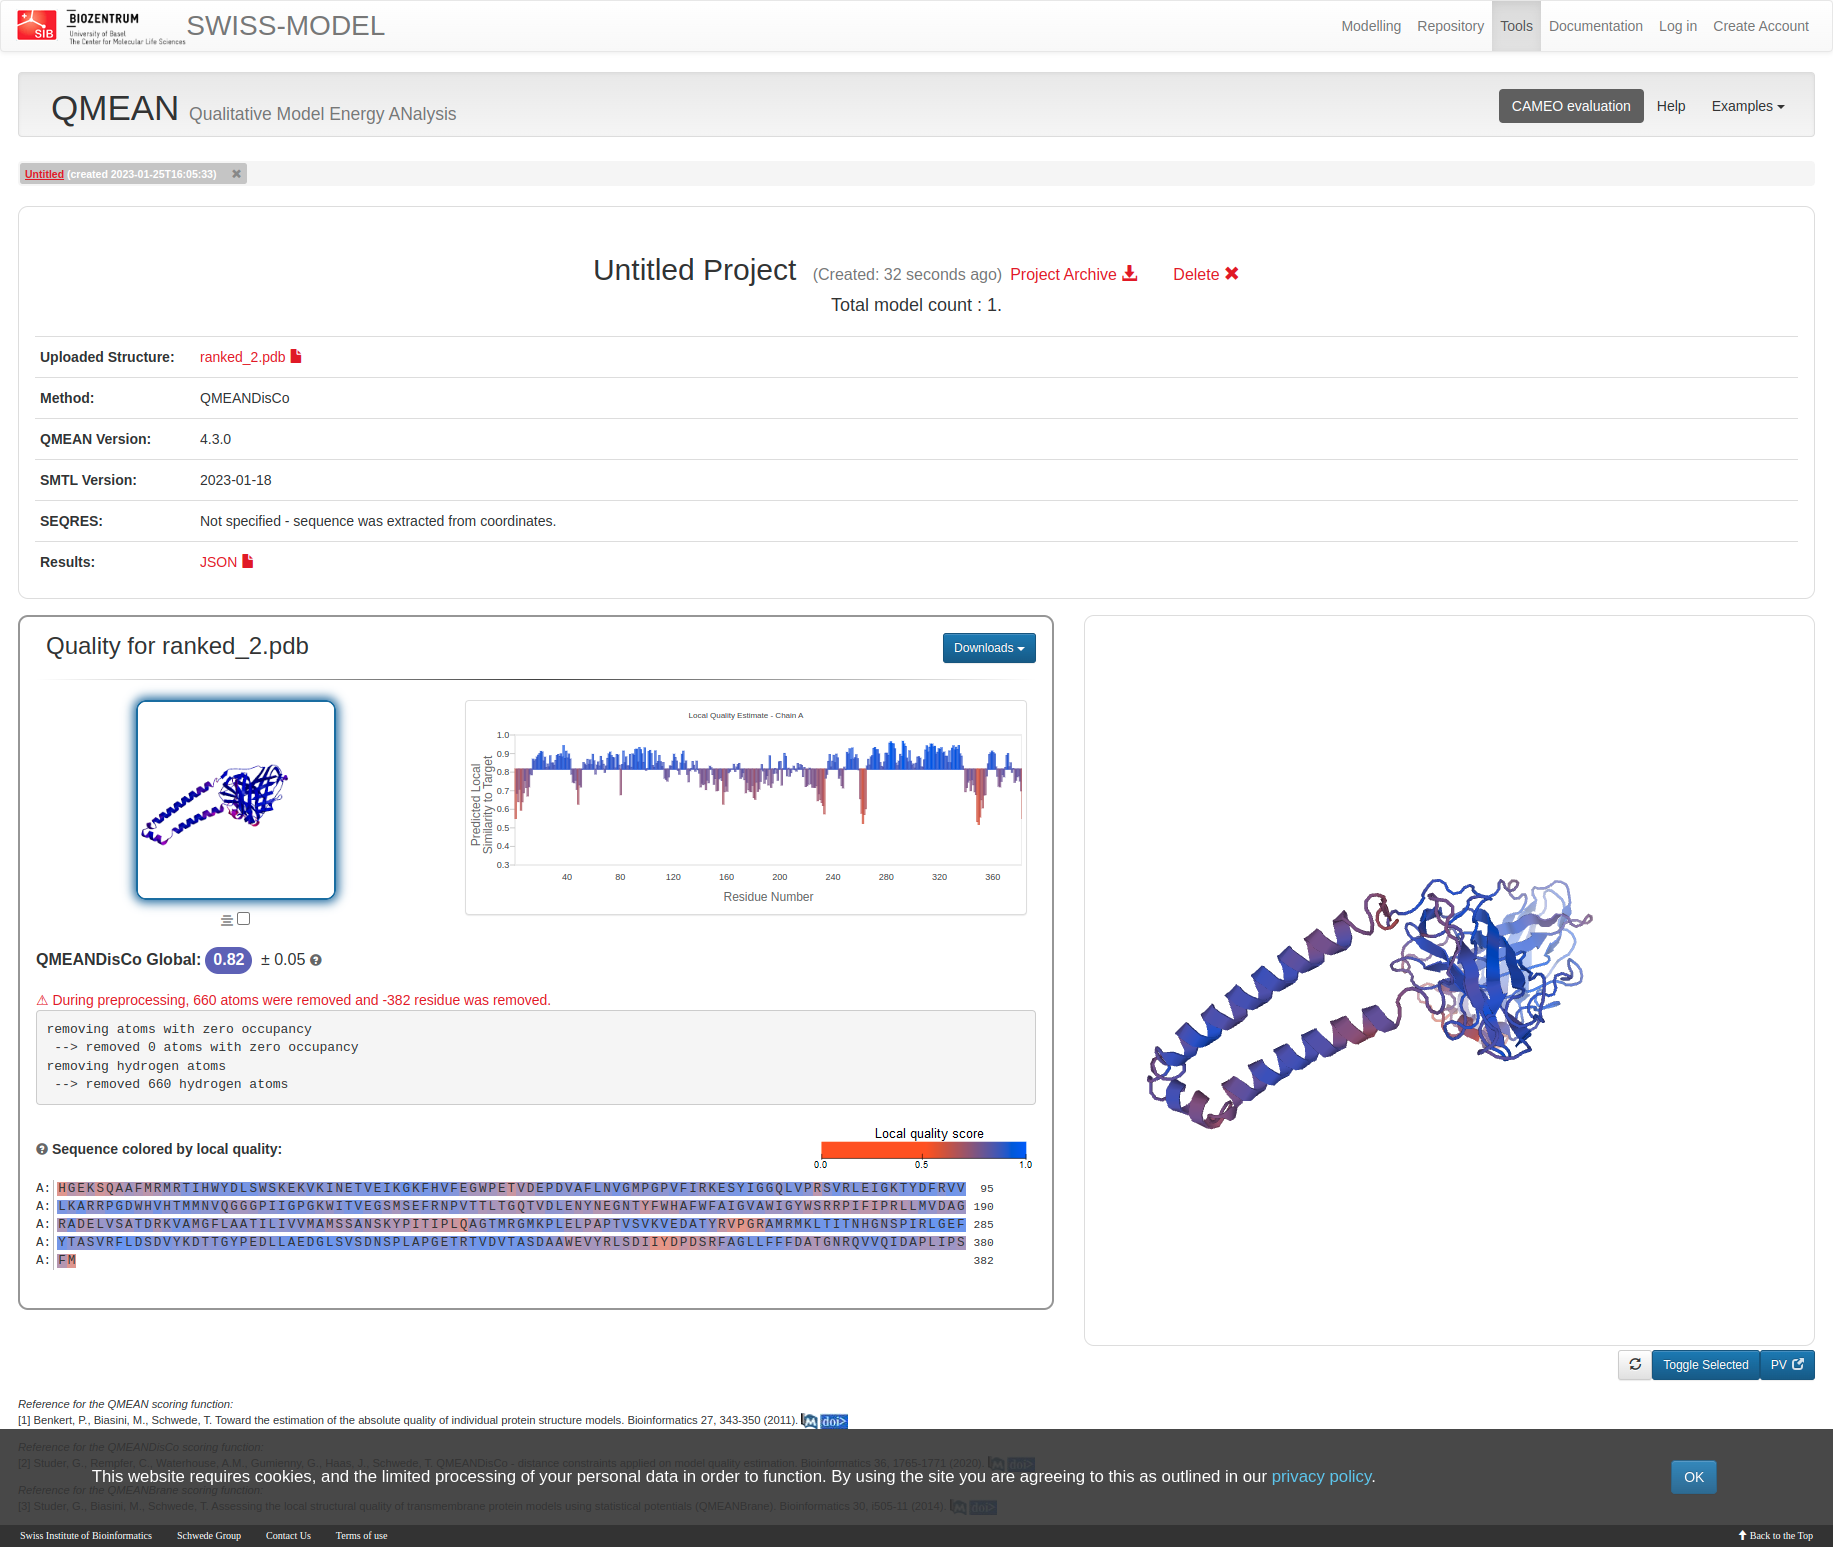 SIB
BIOZENTRUM
University of Basel
The Center for Molecular Life Sciences
SWISS-MODEL
Modelling Repository Tools Documentation Log in Create Account
QMEAN Qualitative Model Energy ANalysis
CAMEO evaluation Help Examples
Untitled (created 2023-01-25T16:05:33)
Untitled Project (Created: 32 seconds ago) Project Archive Delete
Total model count : 1.
Uploaded Structure: ranked_2.pdb
Method: QMEANDisCo
QMEAN Version: 4.3.0
SMTL Version: 2023-01-18
SEQRES: Not specified - sequence was extracted from coordinates.
Results: JSON
Quality for ranked_2.pdb
Downloads
Local Quality Estimate - Chain A
Predicted Local
Similarity to Target
1.0
0.9
0.8
0.7
0.6
0.5
0.4
0.3
40 80 120 160 200 240 280 320 360
Residue Number
QMEANDisCo Global: 0.82 ± 0.05
⚠ During preprocessing, 660 atoms were removed and -382 residue was removed.
removing atoms with zero occupancy
--> removed 0 atoms with zero occupancy
removing hydrogen atoms
--> removed 660 hydrogen atoms
Sequence colored by local quality:
Local quality score
0.0 0.5 1.0
A: HGEKSQAAFMRMRTIHWYDLSWSKEKVKINETVEIKGKFHVFEGWPETVDEPDVAFLNVGMPGPVFIRKESYIGGQLVPRSVRLEIGKTYDFRVV 95
A: LKARRPGDWHVHTMMNVQGGGPIIGPGKWITVEGSMSEFRNPVTTLTGQTVDLENYNEGNTYFWHAFWFAIGVAWIGYWSRRPIFIPRLLMVDAG 190
A: RADELVSATDRKVAMGFLAATILIVVMAMSSANSKYPITIPLQAGTMRGMKPLELPAPTVSVKVEDATYRVPGRAMRMKLTITNHGNSPIRLGEF 285
A: YTASVRFLDSDVYKDTTGYPEDLLAEDGLSVSDNSPLAPGETRTVDVTASDAAWEVYRLSDIIYDPDSRFAGLLFFFDATGNRQVVQIDAPLIPS 380
A: FM 382
Toggle Selected PV
Reference for the QMEAN scoring function:
[1] Benkert, P., Biasini, M., Schwede, T. Toward the estimation of the absolute quality of individual protein structure models. Bioinformatics 27, 343-350 (2011). M doi>
Reference for the QMEANDisCo scoring function:
[2] Studer, G., Rempfer, C., Waterhouse, A.M., Gumienny, G., Haas, J., Schwede, T. QMEANDisCo - distance constraints applied on model quality estimation. Bioinformatics 36, 1765-1771 (2020). M doi>
This website requires cookies, and the limited processing of your personal data in order to function. By using the site you are agreeing to this as outlined in our privacy policy.
OK
Reference for the QMEANBrane scoring function:
[3] Studer, G., Biasini, M., Schwede, T. Assessing the local structural quality of transmembrane protein models using statistical potentials (QMEANBrane). Bioinformatics 30, i505-11 (2014). M doi>
Swiss Institute of Bioinformatics Schwede Group Contact Us Terms of use
Back to the Top